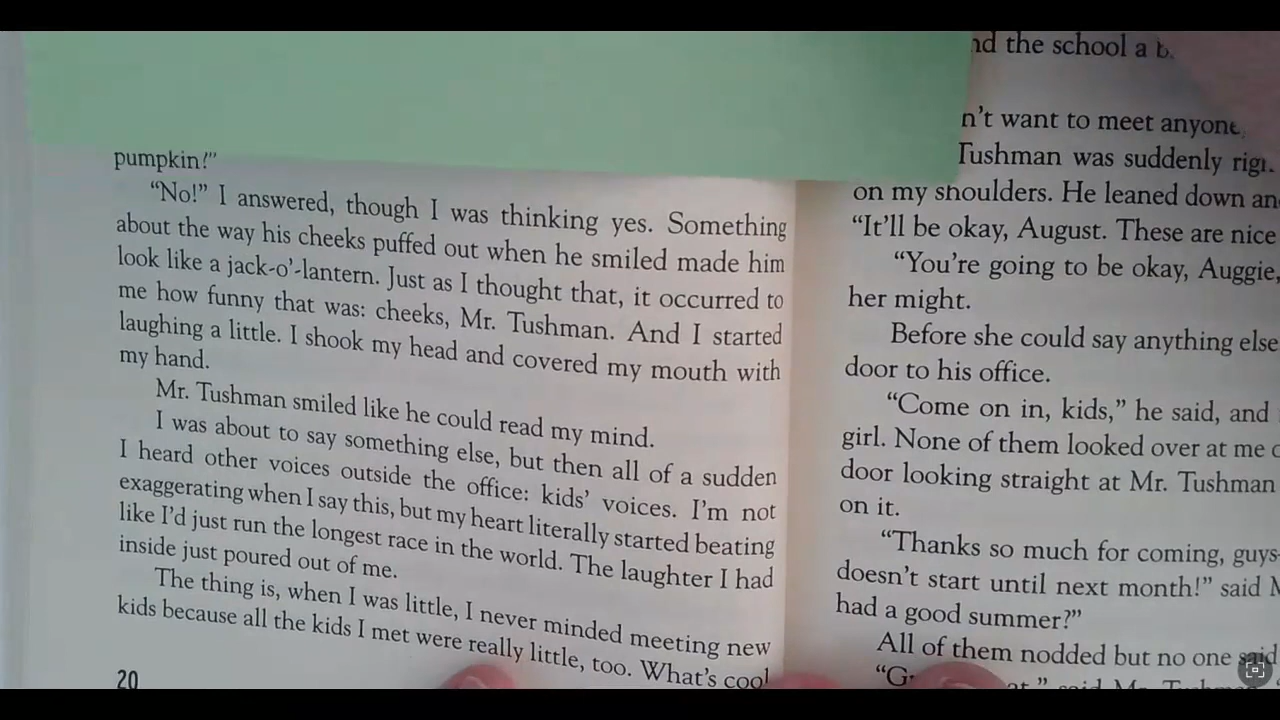 pumpkin!"
"No!" I answered, though I was thinking yes. Something
about the way his cheeks puffed out when he smiled made him
look like a jack-o'-lantern. Just as I thought that, it occurred to
me how funny that was: cheeks, Mr. Tushman. And I started
laughing a little. I shook my head and covered my mouth with
my hand.
Mr. Tushman smiled like he could read my mind.
I was about to say something else, but then all of a sudden
I heard other voices outside the office: kids' voices. I'm not
exaggerating when I say this, but my heart literally started beating
like I'd just run the longest race in the world. The laughter I had
inside just poured out of me.
The thing is, when I was little, I never minded meeting new
kids because all the kids I met were really little, too. What's cool
20
the school a
want to meet
Tushman was suddenly
on my shoulders. He leaned down
"It'll be okay, August. These are nice
"You're going to be okay, Auggie,
her might.
Before she could say anything else
door to his office.
"Come on in, kids," he said, and
girl. None of them looked over at me
door looking straight at Mr. Tushman
on it.
"Thanks so much for coming, guys
doesn't start until next month!" said
had a good summer?"
All of them nodded but no one said
said Mr.